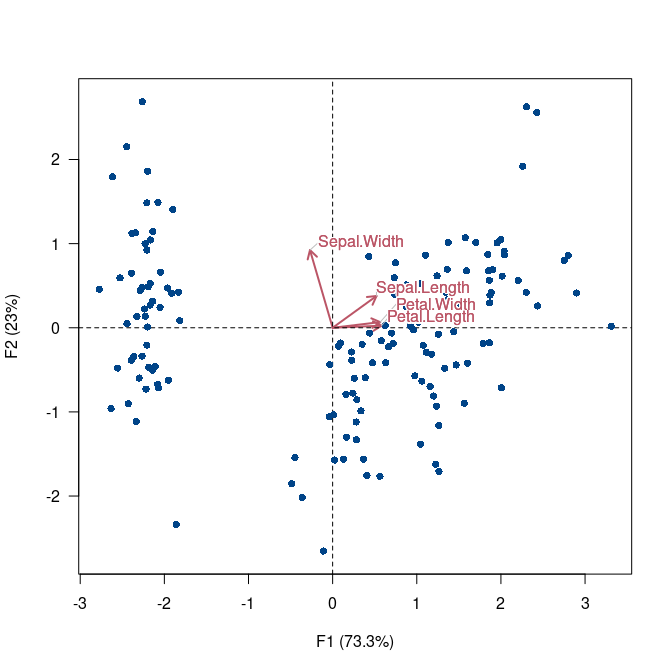 2
1
0
-1
-2
F2 (23%)
Sepal.Width
Sepal.Length
Petal.Width
Petal.Length
-3 -2 -1 0 1 2 3
F1 (73.3%)